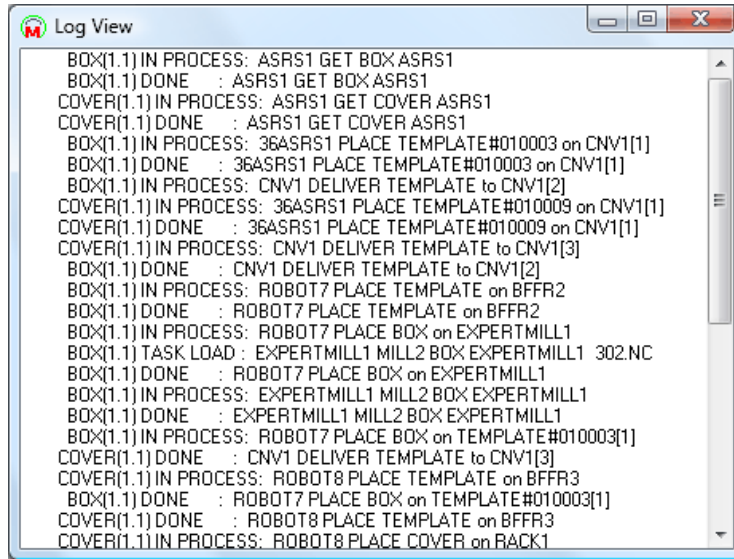 Log View
BOX(1.1) IN PROCESS: ASRS1 GET BOX ASRS1
BOX(1.1) DONE : ASRS1 GET BOX ASRS1
COVER(1.1) IN PROCESS: ASRS1 GET COVER ASRS1
COVER(1.1) DONE : ASRS1 GET COVER ASRS1
BOX(1.1) IN PROCESS: 36ASRS1 PLACE TEMPLATE#010003 on CNV1[1]
BOX(1.1) DONE : 36ASRS1 PLACE TEMPLATE#010003 on CNV1[1]
BOX(1.1) IN PROCESS: CNV1 DELIVER TEMPLATE to CNV1[2]
COVER(1.1) IN PROCESS: 36ASRS1 PLACE TEMPLATE#010009 on CNV1[1]
COVER(1.1) DONE : 36ASRS1 PLACE TEMPLATE#010009 on CNV1[1]
COVER(1.1) IN PROCESS: CNV1 DELIVER TEMPLATE to CNV1[3]
BOX(1.1) DONE : CNV1 DELIVER TEMPLATE to CNV1[2]
BOX(1.1) IN PROCESS: ROBOT7 PLACE TEMPLATE on BFFR2
BOX(1.1) DONE : ROBOT7 PLACE TEMPLATE on BFFR2
BOX(1.1) IN PROCESS: ROBOT7 PLACE BOX on EXPERTMILL1
BOX(1.1) TASK LOAD : EXPERTMILL1 MILL2 BOX EXPERTMILL1 302.NC
BOX(1.1) DONE : ROBOT7 PLACE BOX on EXPERTMILL1
BOX(1.1) IN PROCESS: EXPERTMILL1 MILL2 BOX EXPERTMILL1
BOX(1.1) DONE : EXPERTMILL1 MILL2 BOX EXPERTMILL1
BOX(1.1) IN PROCESS: ROBOT7 PLACE BOX on TEMPLATE#010003[1]
COVER(1.1) DONE : CNV1 DELIVER TEMPLATE to CNV1[3]
COVER(1.1) IN PROCESS: ROBOT8 PLACE TEMPLATE on BFFR3
BOX(1.1) DONE : ROBOT7 PLACE BOX on TEMPLATE#010003[1]
COVER(1.1) DONE : ROBOT8 PLACE TEMPLATE on BFFR3
COVER(1.1) IN PROCESS: ROBOT8 PLACE COVER on RACK1